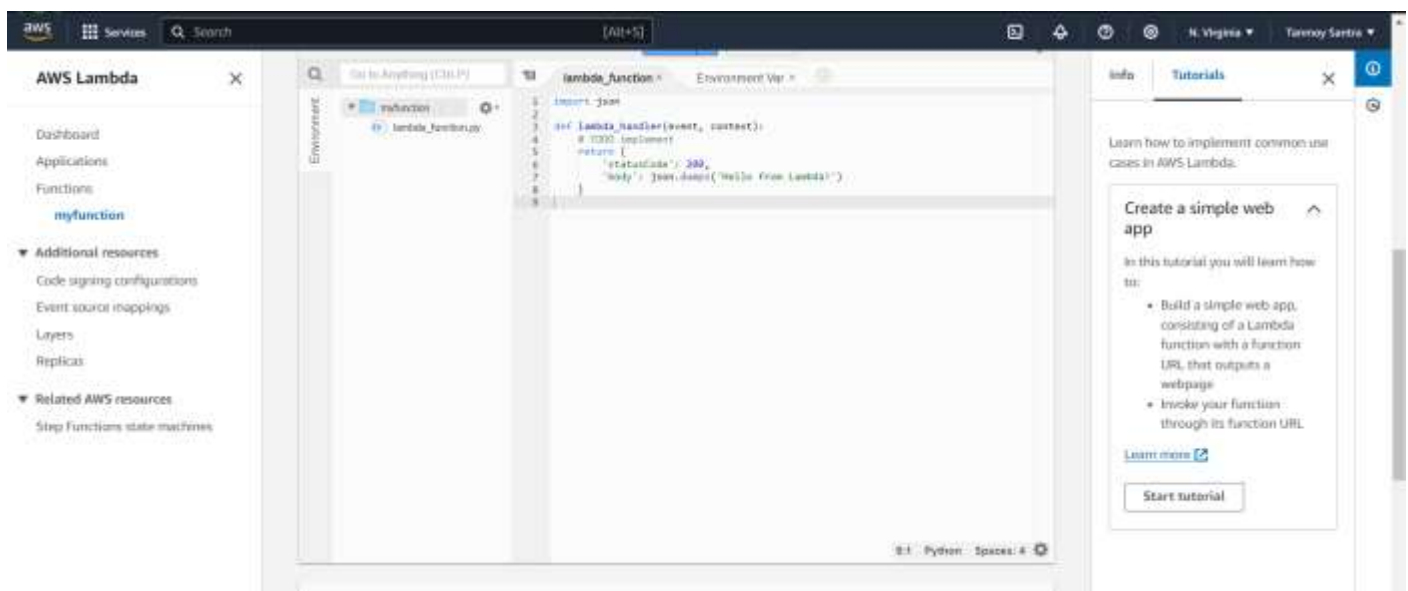 aws
Services
Search
[Alt+S]
N. Virginia
Tanmoy Santra
AWS Lambda
Dashboard
Applications
Functions
myfunction
Additional resources
Code signing configurations
Event source mappings
Layers
Replicas
Related AWS resources
Step Functions state machines
Go to Anything (Ctrl-P)
Environment
myfunction
lambda_function.py
lambda_function
Environment Var
1 import json
2
3 def lambda_handler(event, context):
4 # TODO implement
5 return {
6 'statusCode': 200,
7 'body': json.dumps('Hello from Lambda!')
8 }
9
9:1 Python Spaces: 4
Info
Tutorials
Learn how to implement common use
cases in AWS Lambda.
Create a simple web
app
In this tutorial you will learn how
to:
• Build a simple web app,
consisting of a Lambda
function with a function
URL that outputs a
webpage
• Invoke your function
through its function URL
Learn more
Start tutorial